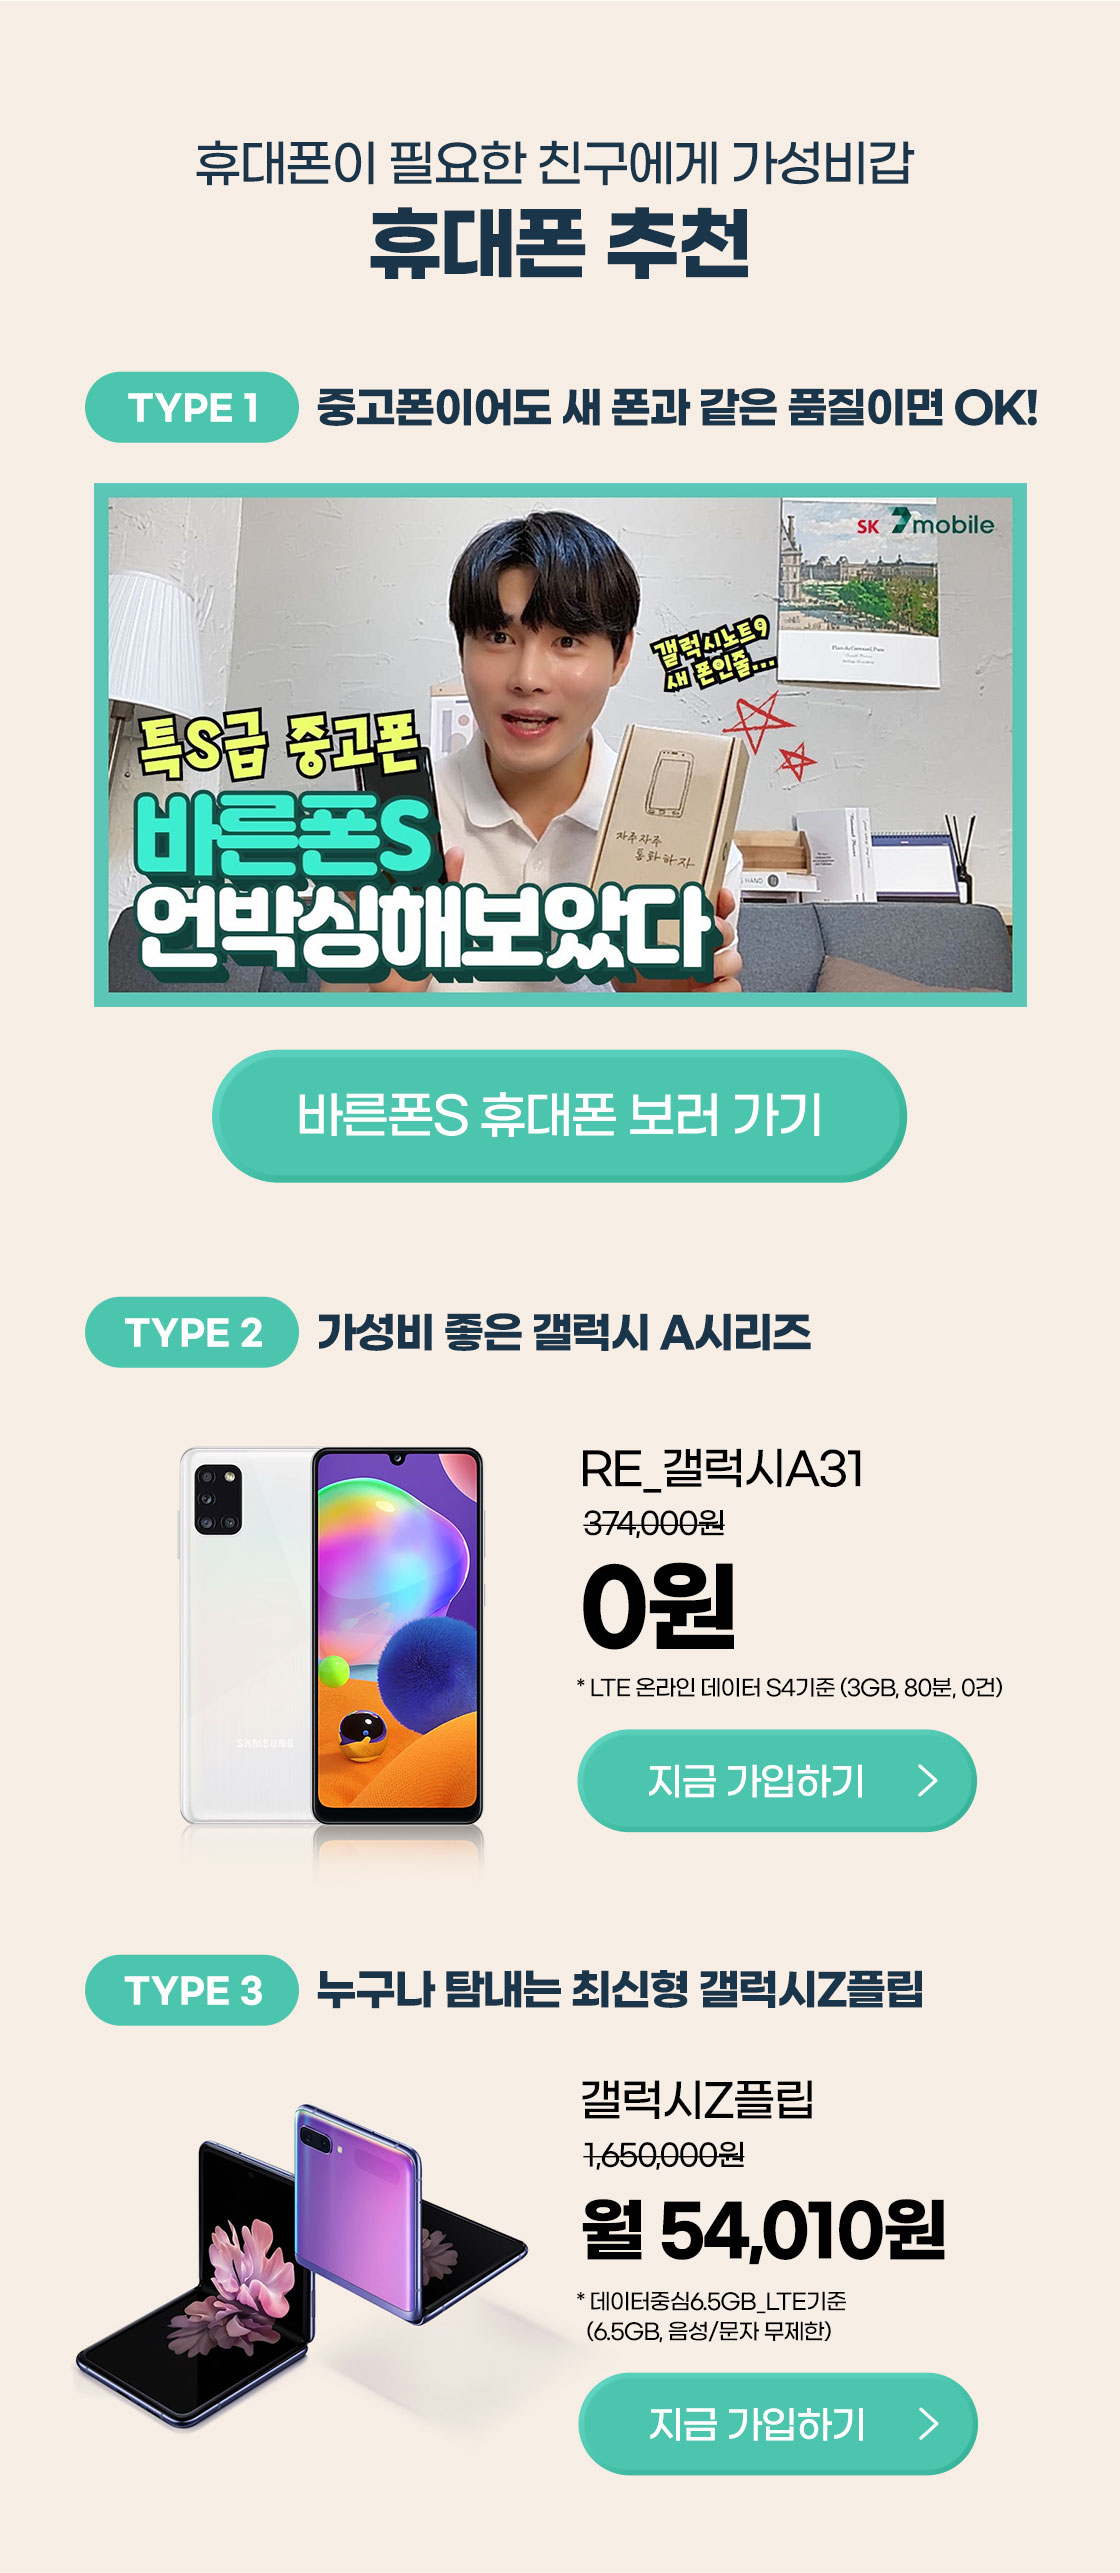 휴대폰이 필요한 친구에게 가성비갑
휴대폰 추천
TYPE 1 중고폰이어도 새 폰과 같은 품질이면 OK!
SK 7mobile
갤럭시노트9
새 폰인줄...
특S급 중고폰
자주자주
통화하자
바른폰S
언박싱해보았다
바른폰S 휴대폰 보러 가기
TYPE 2 가성비 좋은 갤럭시 A시리즈
RE_갤럭시A31
374,000원
0원
* LTE 온라인 데이터 S4기준 (3GB, 80분, 0건)
SAMSUNG
지금 가입하기 >
TYPE 3 누구나 탐내는 최신형 갤럭시Z플립
갤럭시Z플립
1,650,000원
월 54,010원
* 데이터중심6.5GB_LTE기준
(6.5GB, 음성/문자 무제한)
지금 가입하기 >